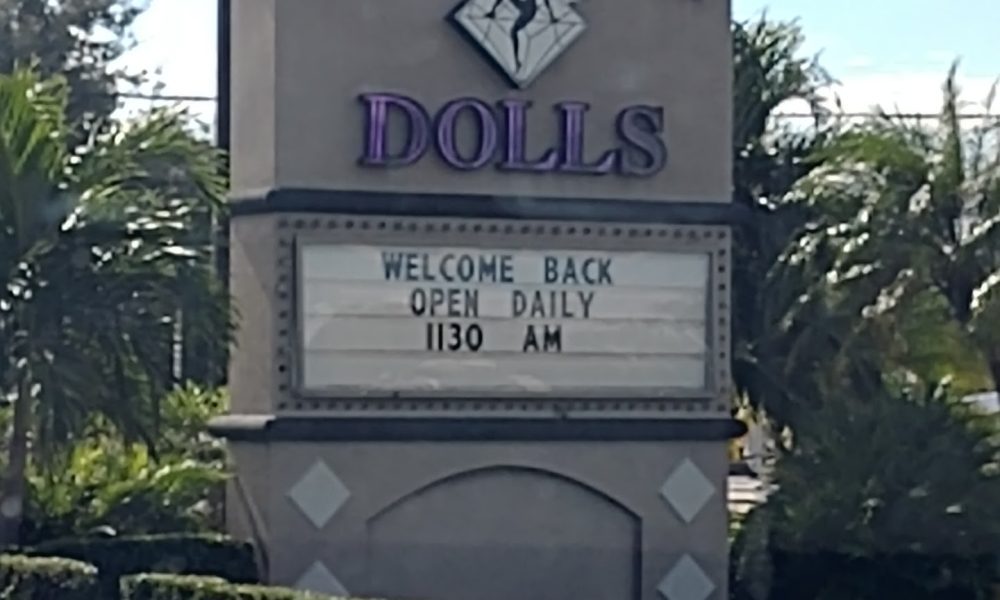 DOLLS
WELCOME BACK
OPEN DAILY
1130 AM